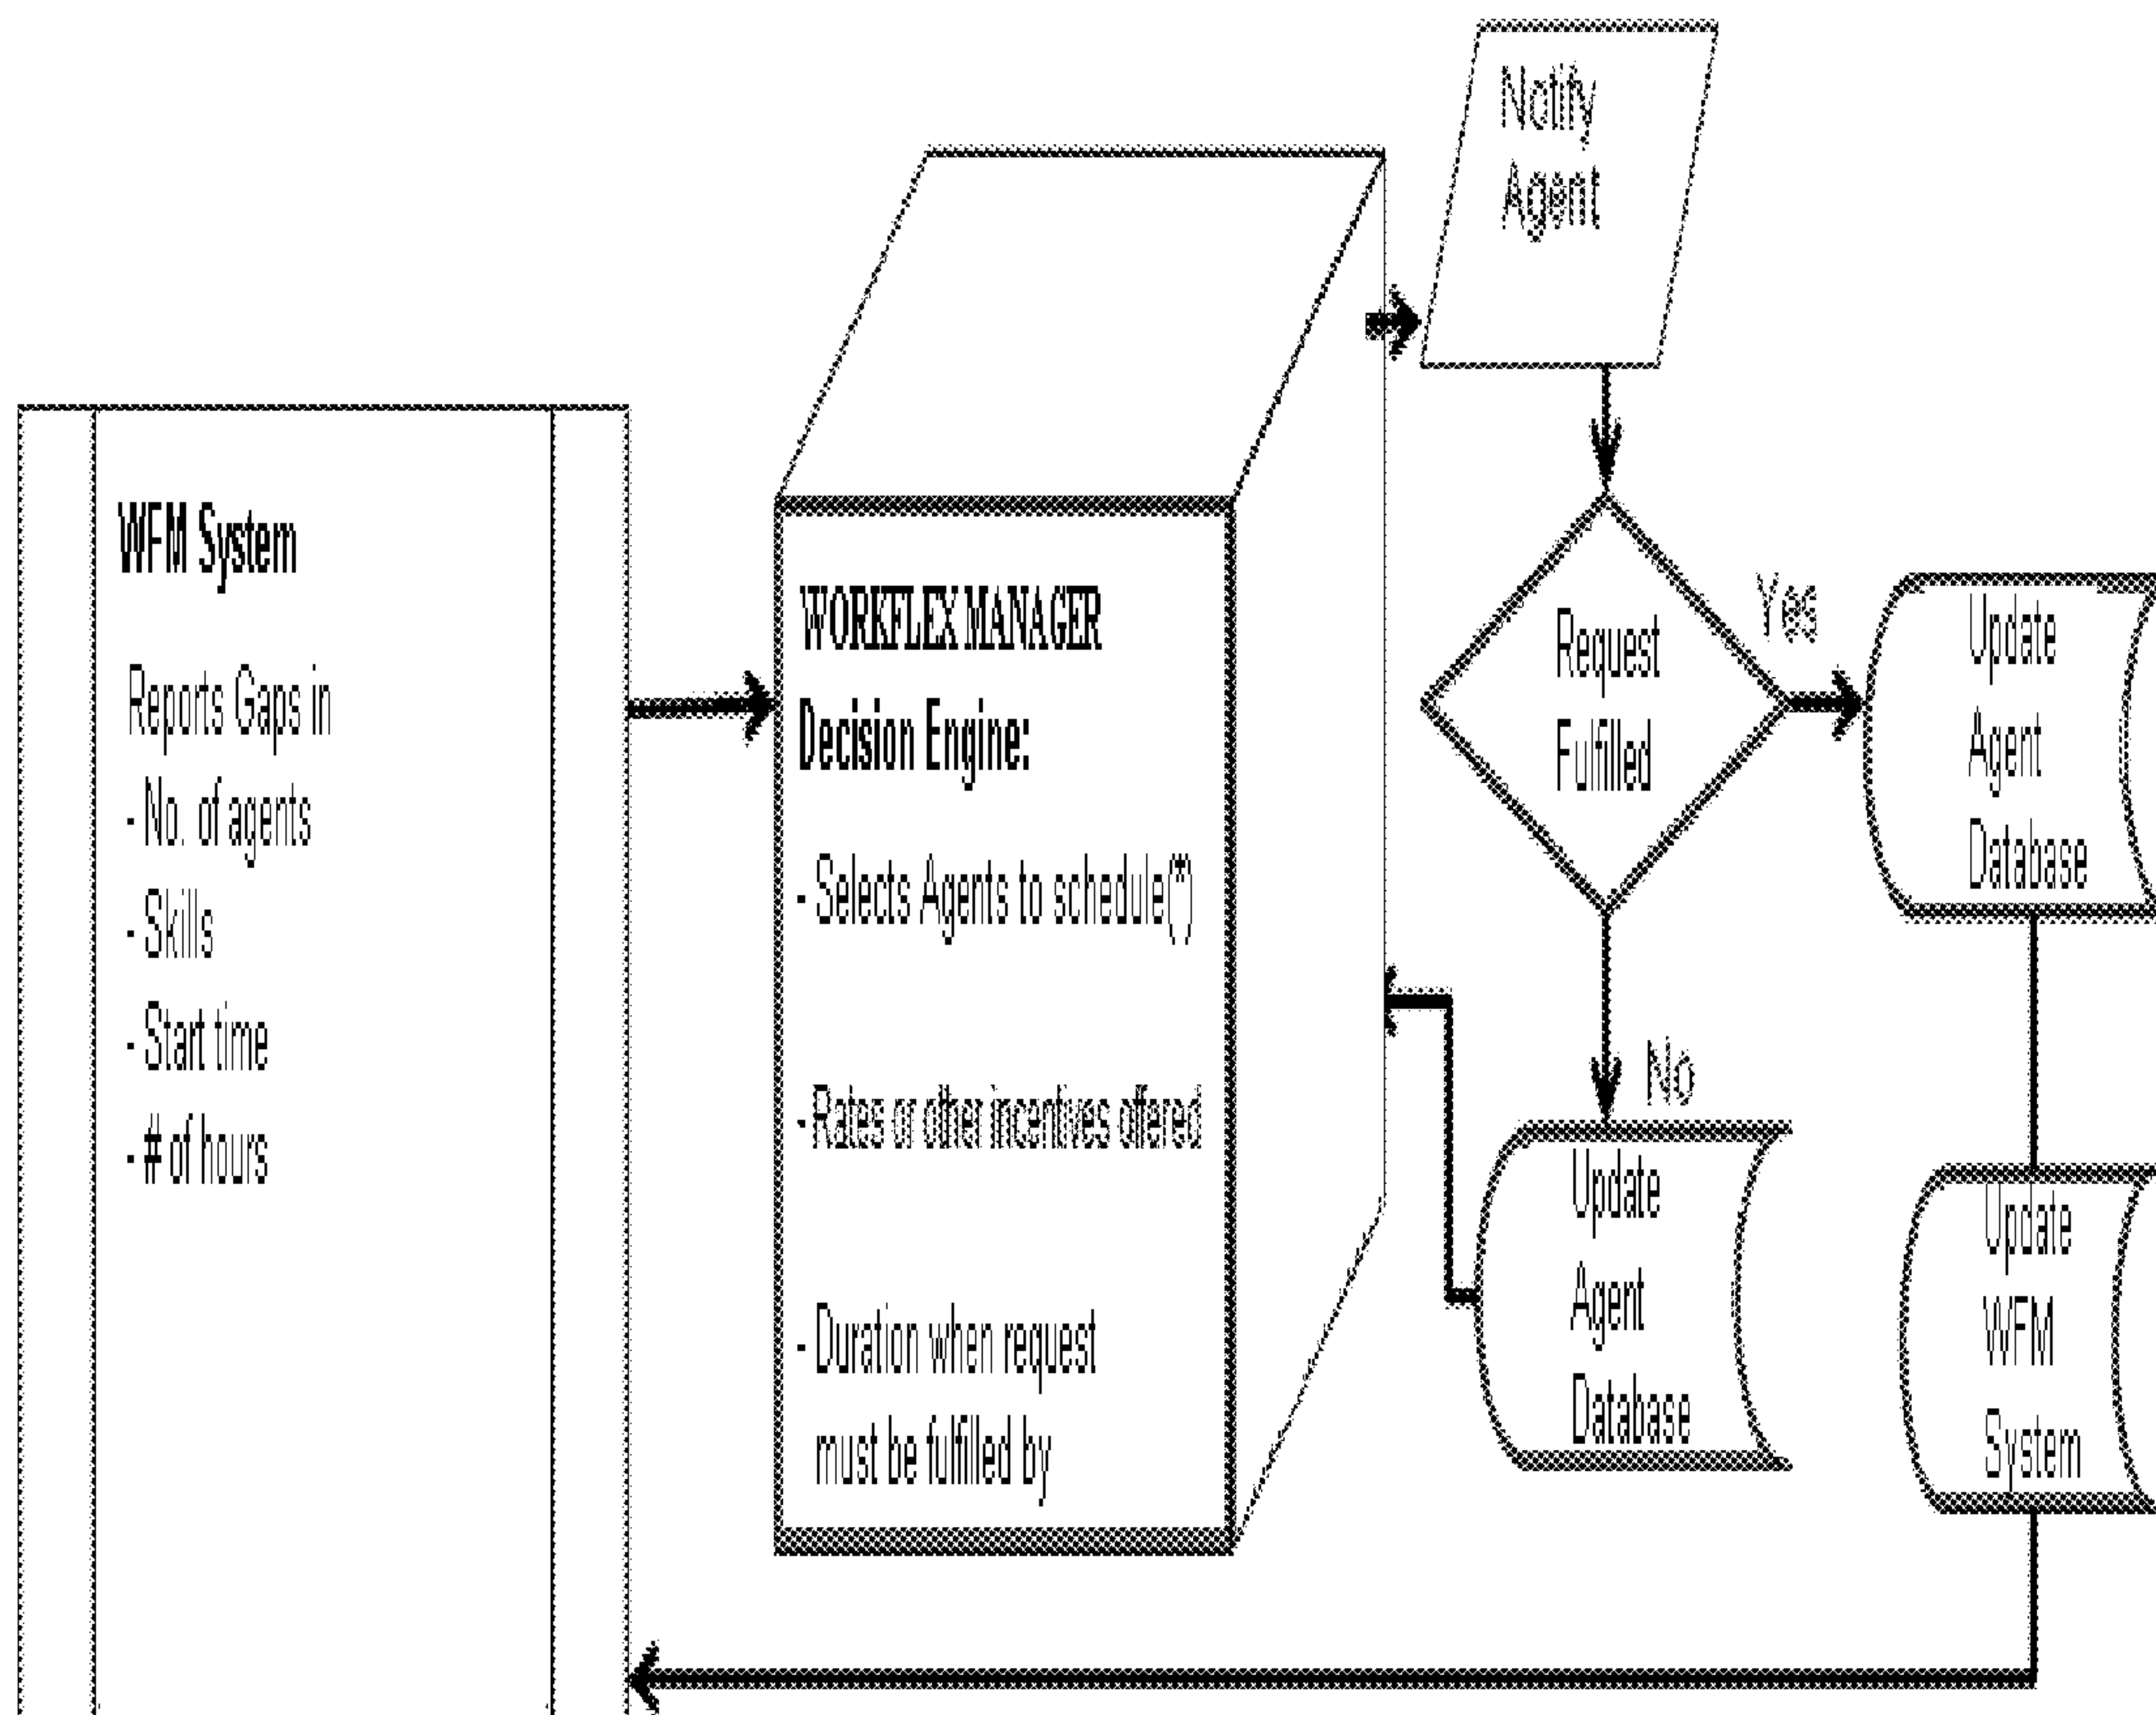 WFM System
Reports Gaps in
- No. of agents
- Skills
- Start time
- # of hours
WORKFLEX MANAGER
Decision Engine:
- Selects Agents to schedule(*)
- Rates or other incentives offered
- Duration when request
must be fulfilled by
Notify
Agent
Request
Fulfilled
Yes
No
Update
Agent
Database
Update
Agent
Database
Update
WFM
System